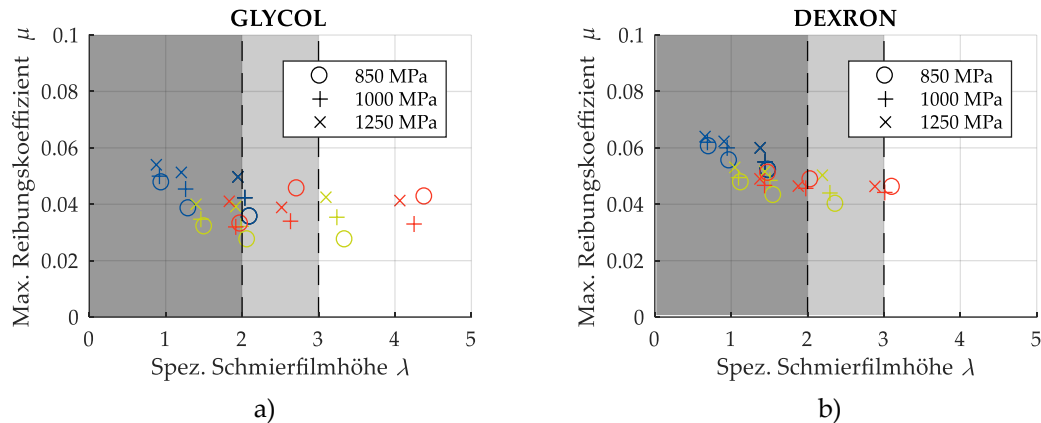 GLYCOL
Max. Reibungskoeffizient μ
0.1
0.08
0.06
0.04
0.02
0
0 1 2 3 4 5
Spez. Schmierfilmhöhe λ
850 MPa
1000 MPa
1250 MPa
a)
DEXRON
Max. Reibungskoeffizient μ
0.1
0.08
0.06
0.04
0.02
0
0 1 2 3 4 5
Spez. Schmierfilmhöhe λ
850 MPa
1000 MPa
1250 MPa
b)